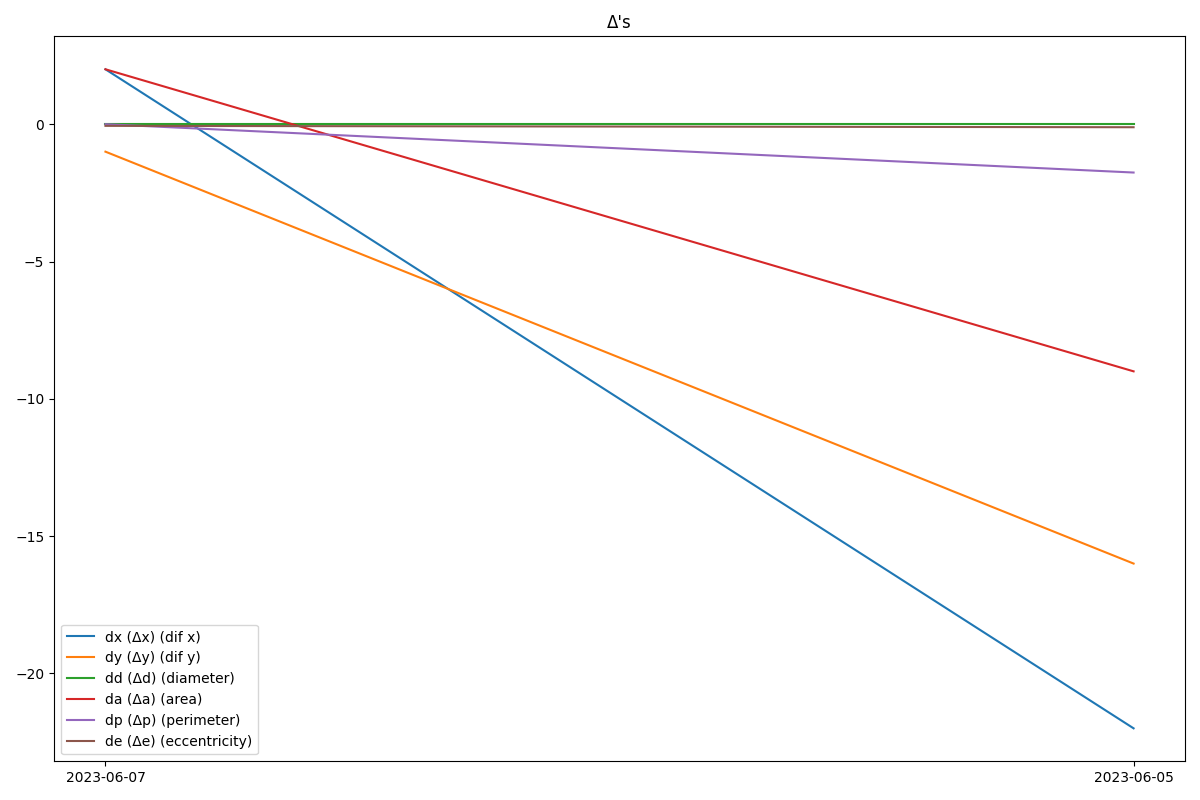 Δ's
0
−5
−10
−15
−20
dx (Δx) (dif x)
dy (Δy) (dif y)
dd (Δd) (diameter)
da (Δa) (area)
dp (Δp) (perimeter)
de (Δe) (eccentricity)
2023-06-07
2023-06-05